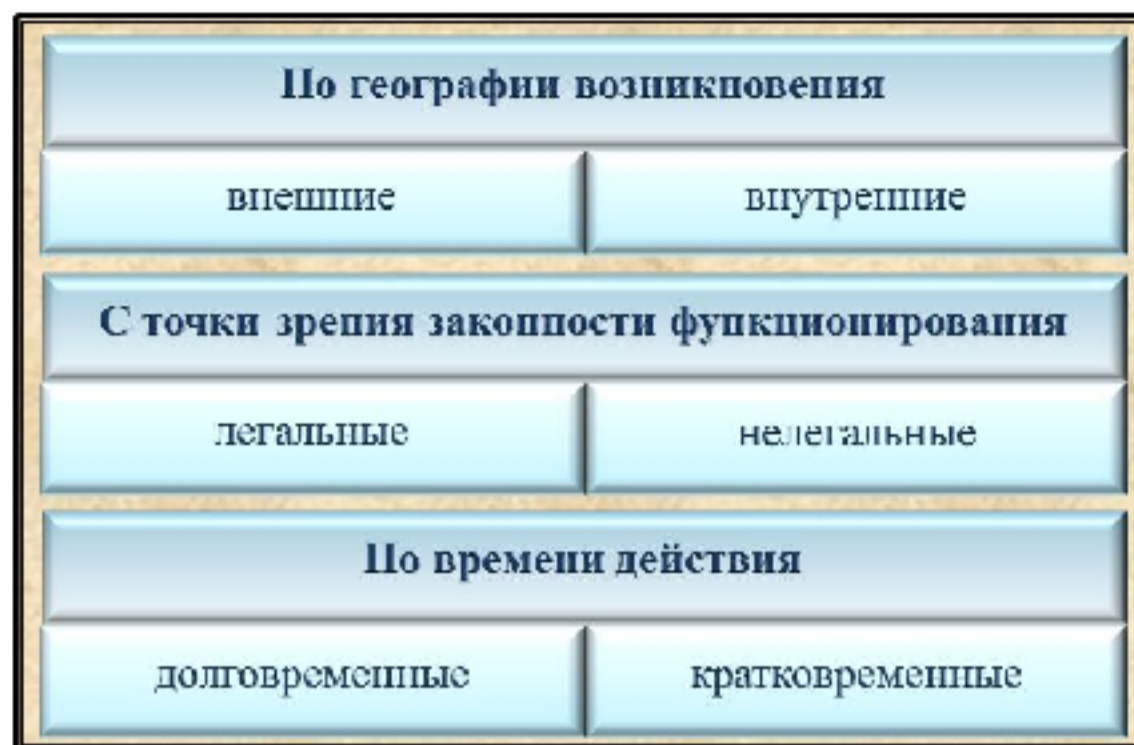 По географии возникновения
внешние
внутренние
С точки зрения законности функционирования
легальные
нелегальные
По времени действия
долговременные
кратковременные